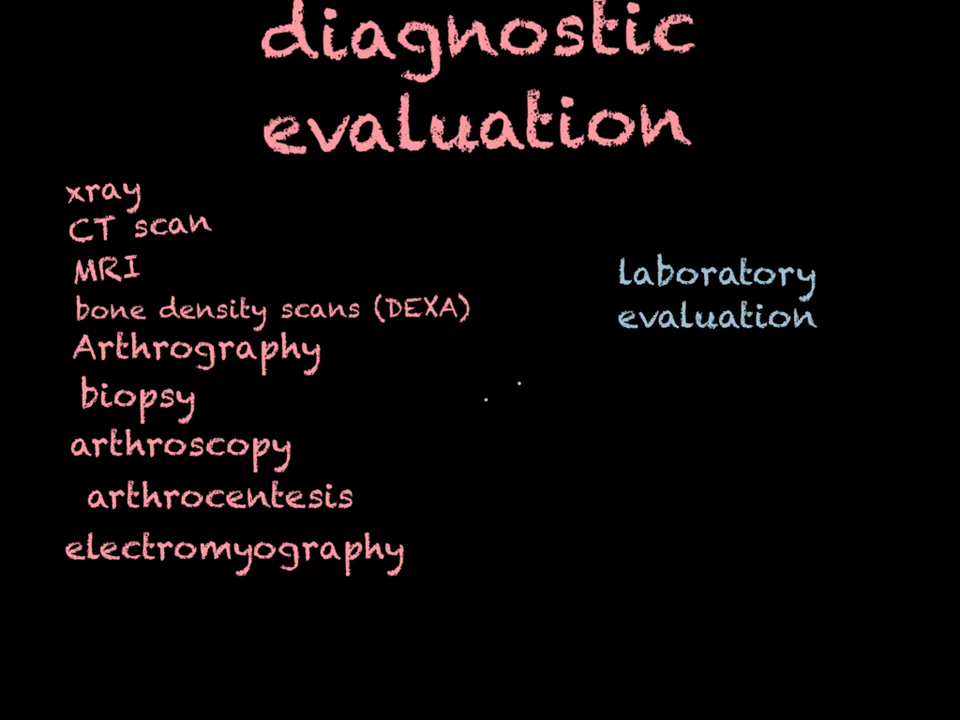 diagnostic
evaluation
xray
CT scan
MRI
bone density scans (DEXA)
Arthrography
biopsy
arthroscopy
arthrocentesis
electromyography
laboratory
evaluation